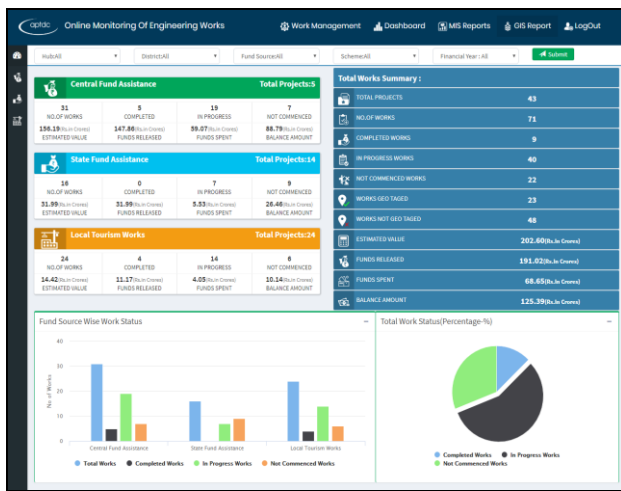 aptdc Online Monitoring Of Engineering Works Work Management Dashboard MIS Reports GIS Report LogOut
Hub:All District:All Fund Source:All Scheme:All Financial Year : All Submit
Central Fund Assistance Total Projects:5
31 5 19 7
NO.OF WORKS COMPLETED IN PROGRESS NOT COMMENCED
156.19(Rs.In Crores) 147.86(Rs.In Crores) 59.07(Rs.In Crores) 88.79(Rs.In Crores)
ESTIMATED VALUE FUNDS RELEASED FUNDS SPENT BALANCE AMOUNT
State Fund Assistance Total Projects:14
16 0 7 9
NO.OF WORKS COMPLETED IN PROGRESS NOT COMMENCED
31.99(Rs.In Crores) 31.99(Rs.In Crores) 5.53(Rs.In Crores) 26.46(Rs.In Crores)
ESTIMATED VALUE FUNDS RELEASED FUNDS SPENT BALANCE AMOUNT
Local Tourism Works Total Projects:24
24 4 14 6
NO.OF WORKS COMPLETED IN PROGRESS NOT COMMENCED
14.42(Rs.In Crores) 11.17(Rs.In Crores) 4.05(Rs.In Crores) 10.14(Rs.In Crores)
ESTIMATED VALUE FUNDS RELEASED FUNDS SPENT BALANCE AMOUNT
Total Works Summary :
TOTAL PROJECTS 43
NO.OF WORKS 71
COMPLETED WORKS 9
IN PROGRESS WORKS 40
NOT COMMENCED WORKS 22
WORKS GEO TAGED 23
WORKS NOT GEO TAGED 48
ESTIMATED VALUE 202.60(Rs.In Crores)
FUNDS RELEASED 191.02(Rs.In Crores)
FUNDS SPENT 68.65(Rs.In Crores)
BALANCE AMOUNT 125.39(Rs.In Crores)
Fund Source Wise Work Status
40
30
20
10
0
No. of Works
Central Fund Assistance State Fund Assistance Local Tourism Works
Total Works Completed Works In Progress Works Not Commenced Works
Total Work Status(Percentage-%)
Completed Works In Progress Works
Not Commenced Works